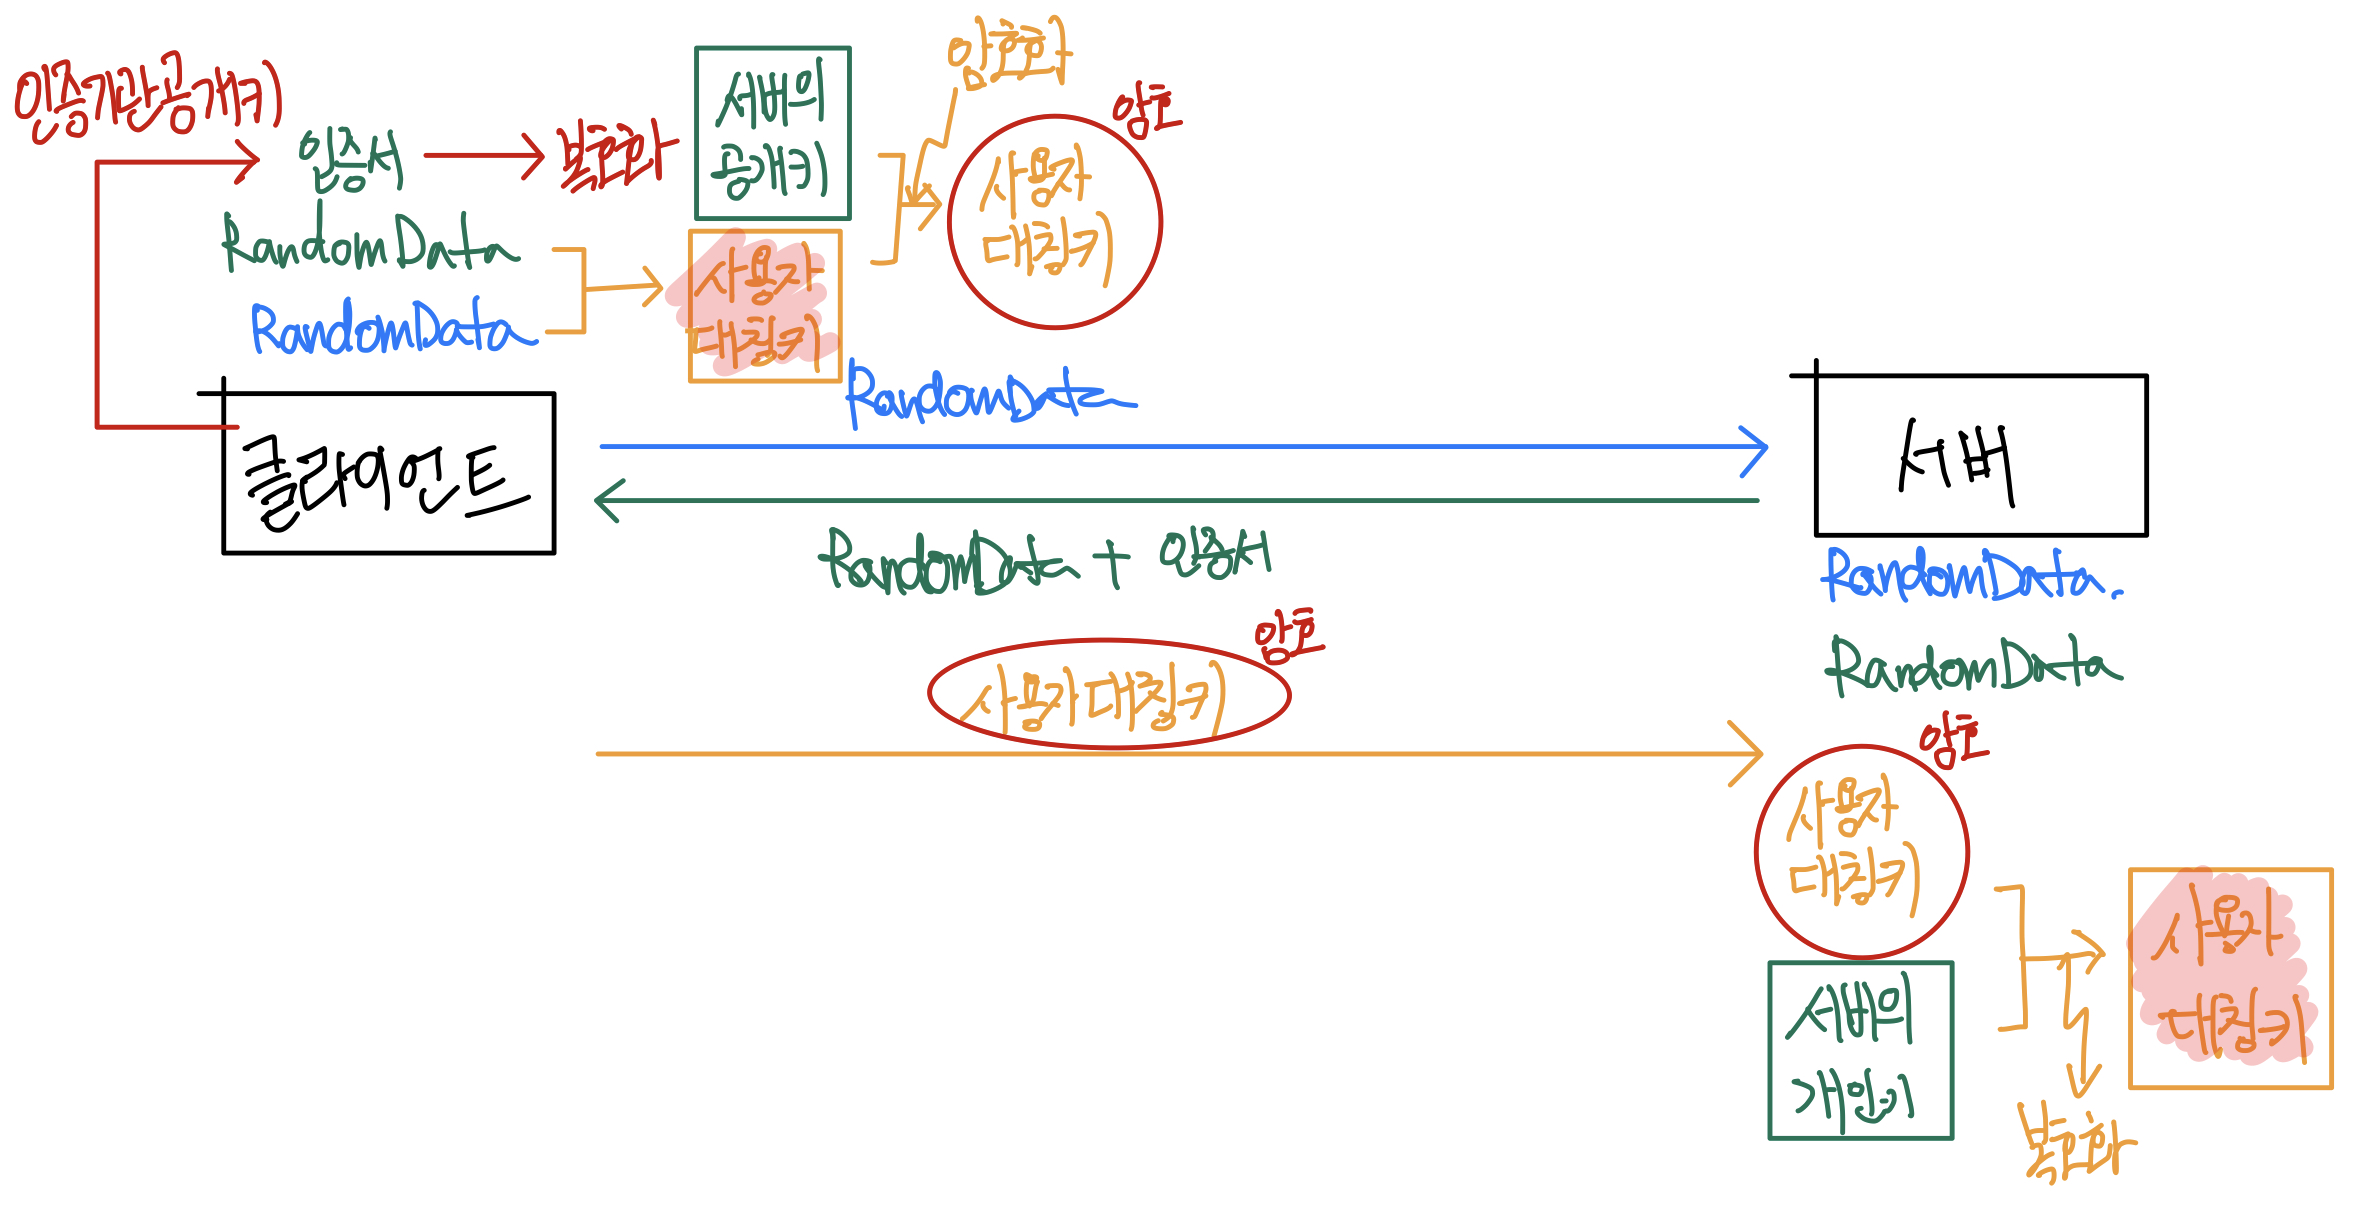 인증기관 공개키
인증서
복호화
서버의
공개키
암호화
암호
사용자
대칭키
RandomData
RandomData
사용자
대칭키
RandomData
클라이언트
서버
RandomData + 인증서
RandomData
RandomData
암호
사용자 대칭키
암호
사용자
대칭키
서버의
개인키
사용자
대칭키
복호화